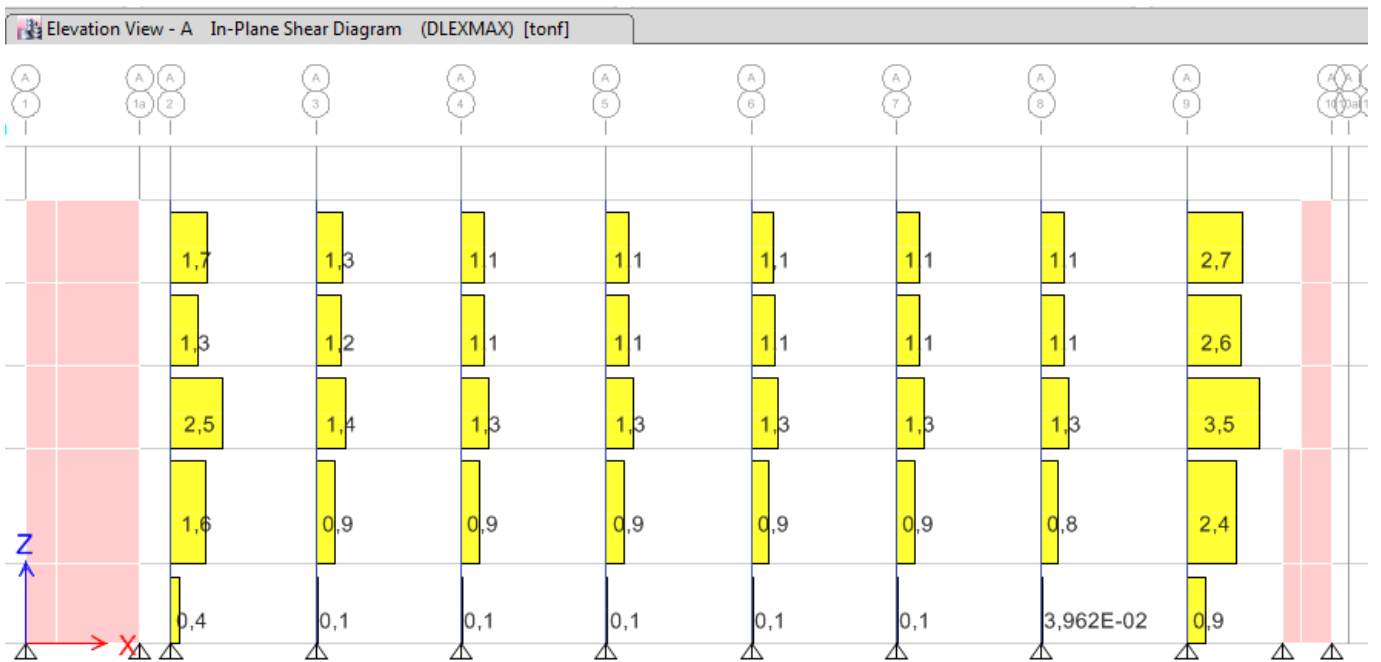 Elevation View - A In-Plane Shear Diagram (DLEXMAX) [tonf]
A A A A A A A A A A A A
1 1a 2 3 4 5 6 7 8 9 10 10a
1,7 1,3 1,1 1,1 1,1 1,1 1,1 2,7
1,3 1,2 1,1 1,1 1,1 1,1 1,1 2,6
2,5 1,4 1,3 1,3 1,3 1,3 1,3 3,5
1,6 0,9 0,9 0,9 0,9 0,9 0,8 2,4
Z
0,4 0,1 0,1 0,1 0,1 0,1 3,962E-02 0,9
X